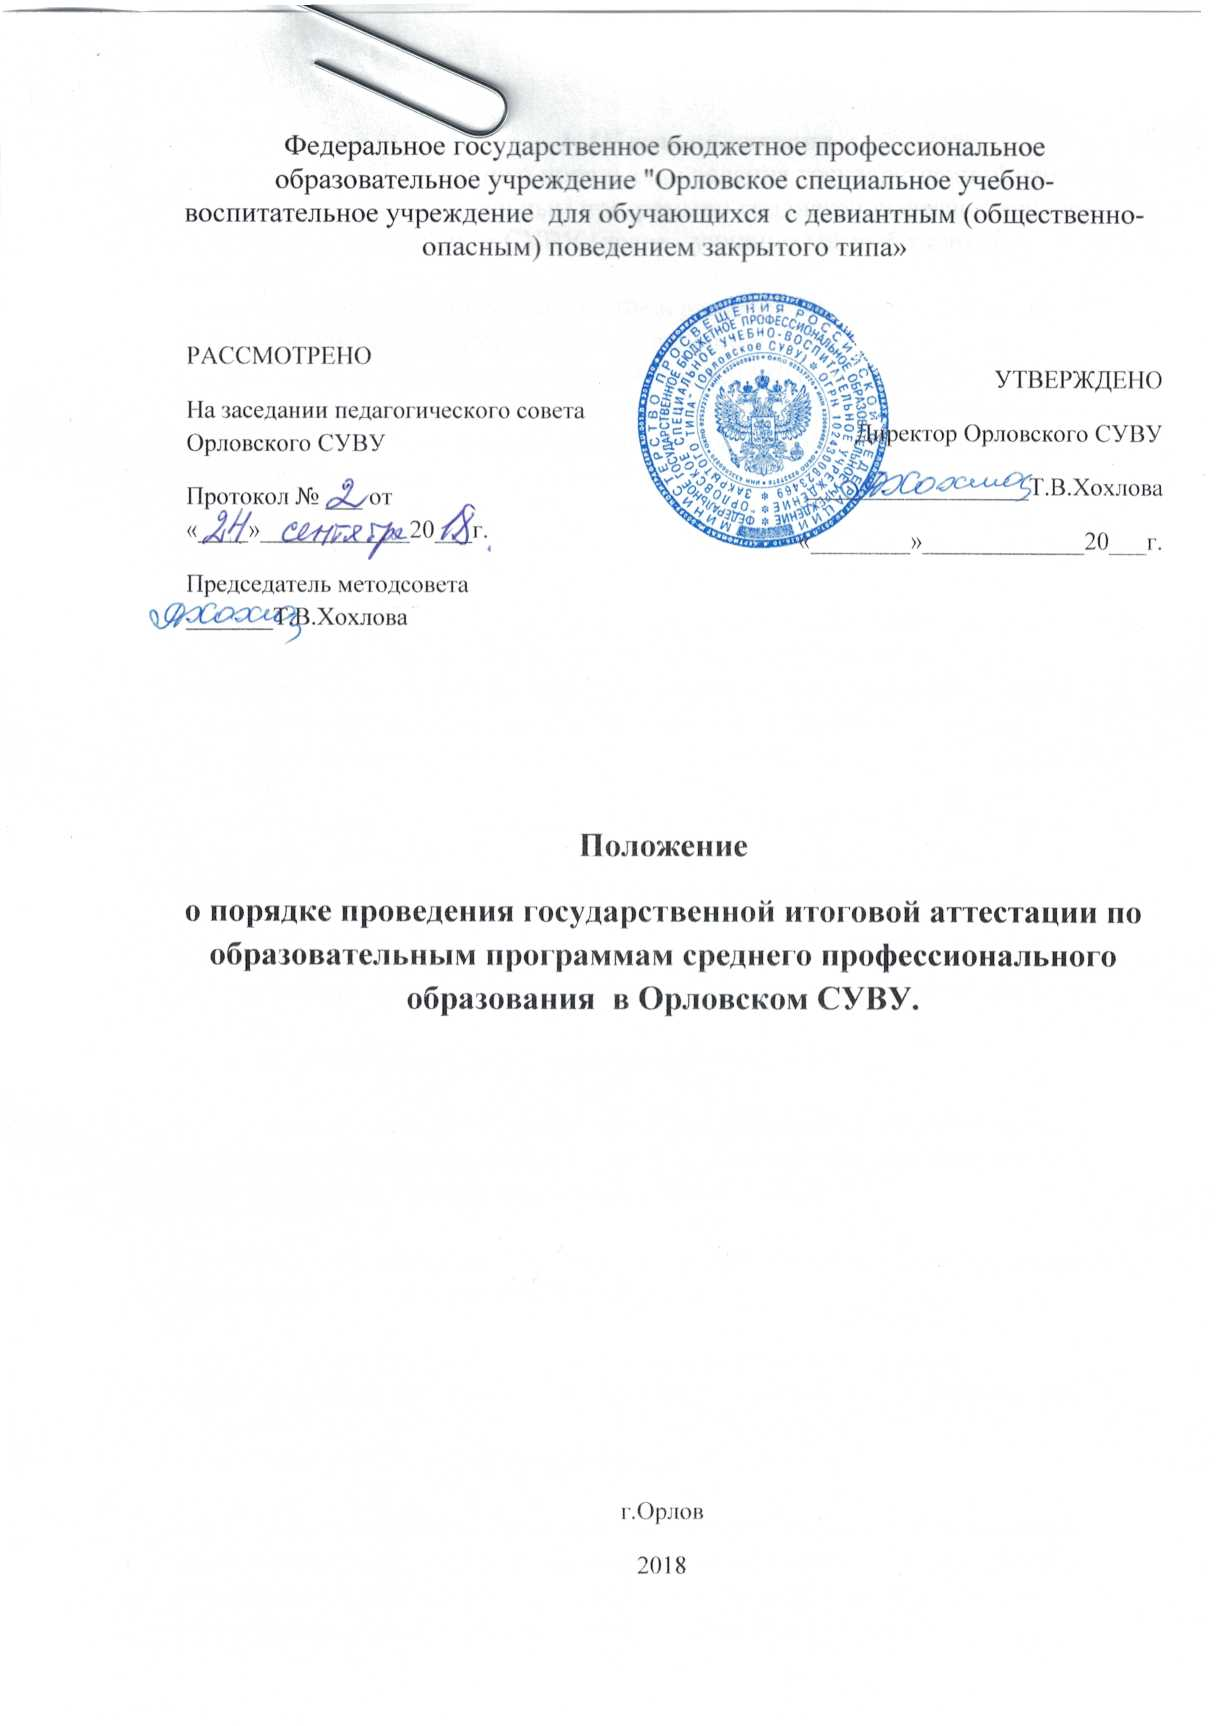 Федеральное государственное бюджетное профессиональное
образовательное учреждение "Орловское специальное учебно-
воспитательное учреждение для обучающихся с девиантным (общественно-
опасным) поведением закрытого типа»
РАССМОТРЕНО
На заседании педагогического совета
Орловского СУВУ
Протокол № 2 от
«24» сентября 2018г.
Председатель методсовета
________Т.В.Хохлова
УТВЕРЖДЕНО
Директор Орловского СУВУ
Т.В.Хохлова
«________»_____________20___г.
Положение
о порядке проведения государственной итоговой аттестации по
образовательным программам среднего профессионального
образования в Орловском СУВУ.
г.Орлов
2018